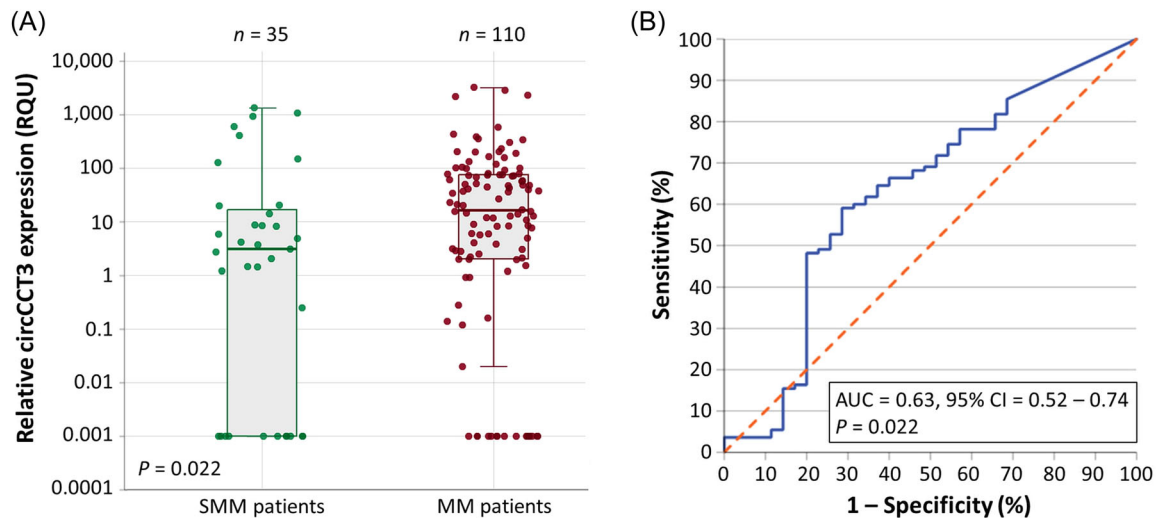 (A)
n = 35
n = 110
Relative circCCT3 expression (RQU)
10,000
1,000
100
10
1
0.1
0.01
0.001
0.0001
P = 0.022
SMM patients
MM patients
(B)
Sensitivity (%)
100
90
80
70
60
50
40
30
20
10
0
AUC = 0.63, 95% CI = 0.52 – 0.74
P = 0.022
0 10 20 30 40 50 60 70 80 90 100
1 – Specificity (%)